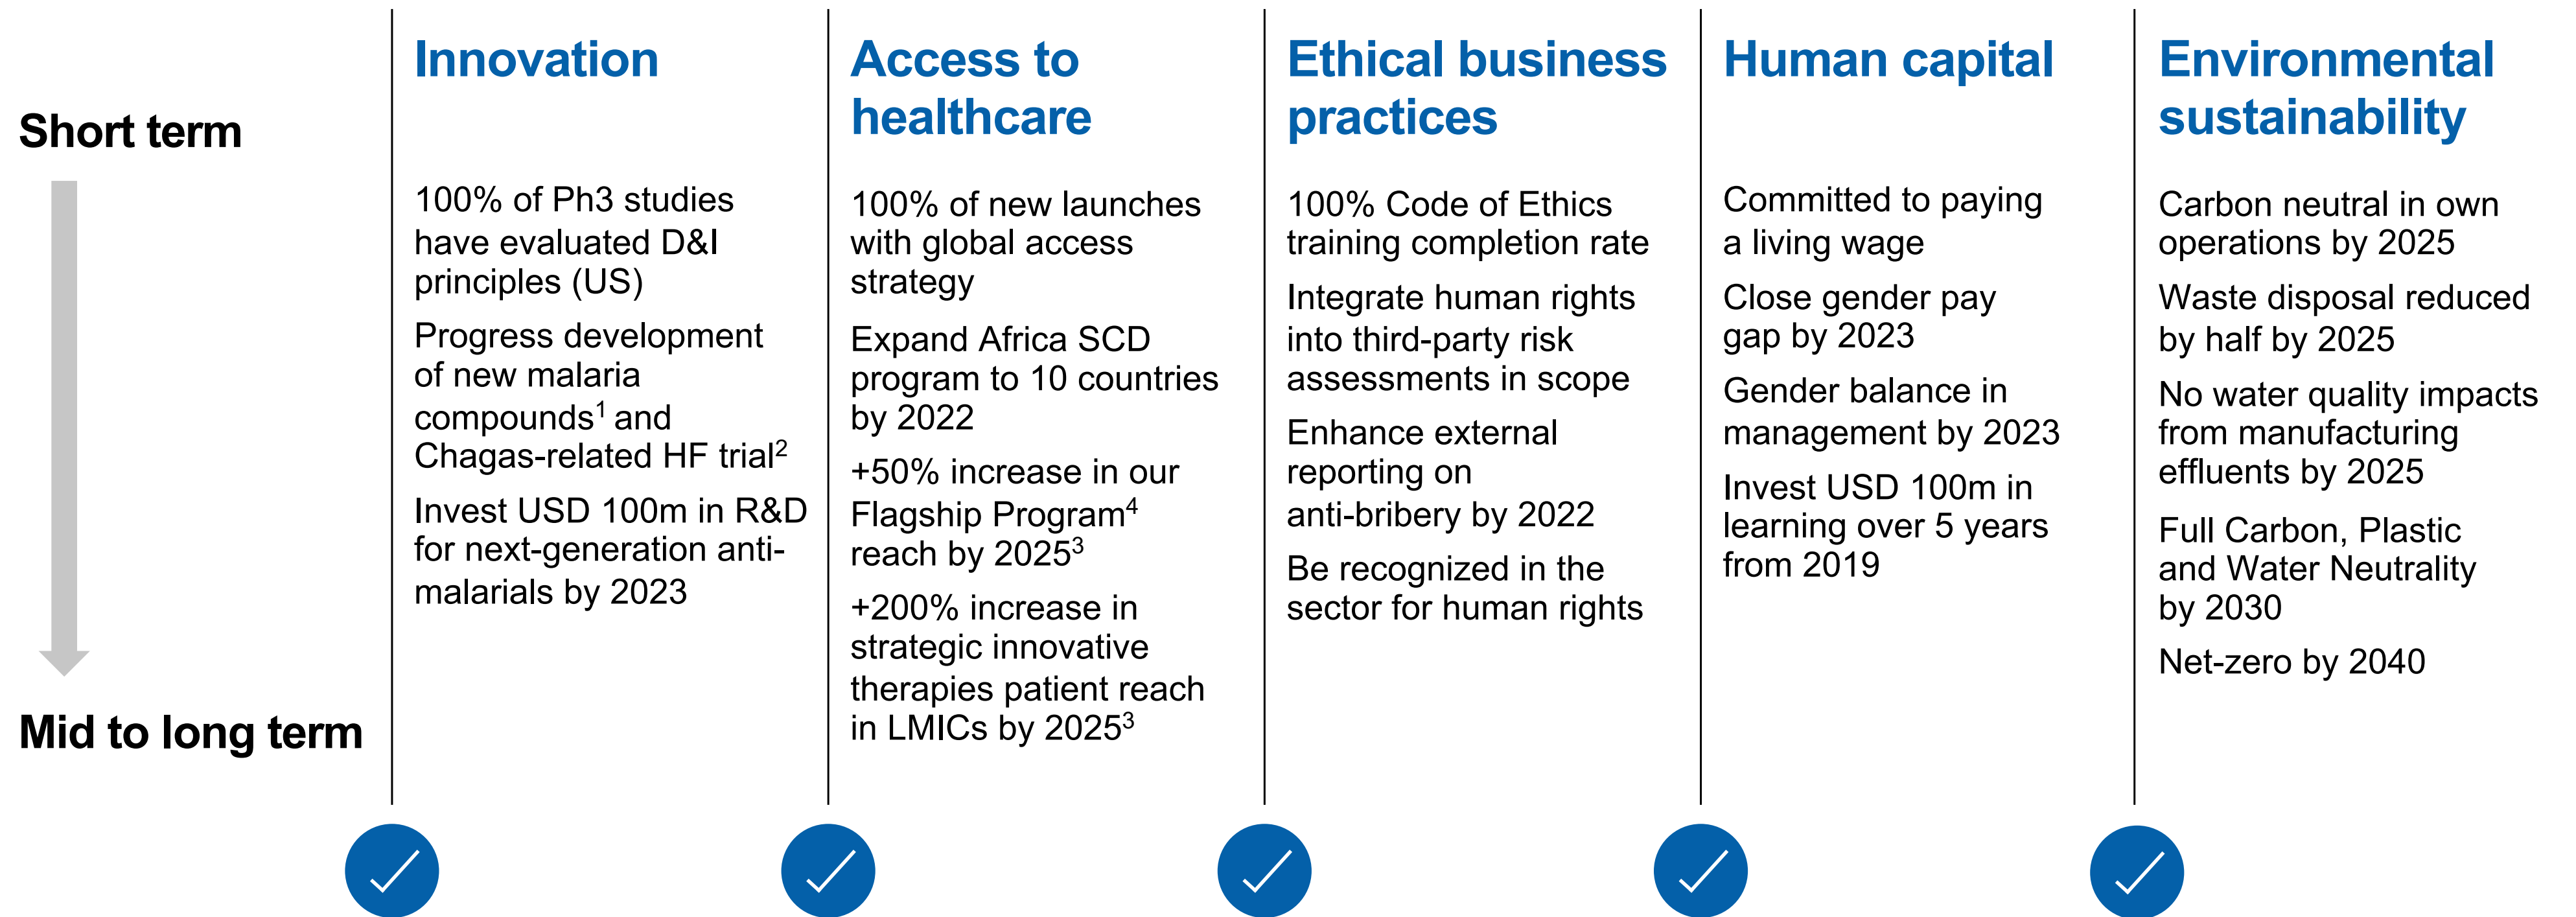 Short term
Mid to long term
Innovation
100% of Ph3 studies
have evaluated D&I
principles (US)
Progress development
of new malaria
compounds¹ and
Chagas-related HF trial²
Invest USD 100m in R&D
for next-generation anti-
malarials by 2023
Access to
healthcare
100% of new launches
with global access
strategy
Expand Africa SCD
program to 10 countries
by 2022
+50% increase in our
Flagship Program⁴
reach by 2025³
+200% increase in
strategic innovative
therapies patient reach
in LMICs by 2025³
Ethical business
practices
100% Code of Ethics
training completion rate
Integrate human rights
into third-party risk
assessments in scope
Enhance external
reporting on
anti-bribery by 2022
Be recognized in the
sector for human rights
Human capital
Committed to paying
a living wage
Close gender pay
gap by 2023
Gender balance in
management by 2023
Invest USD 100m in
learning over 5 years
from 2019
Environmental
sustainability
Carbon neutral in own
operations by 2025
Waste disposal reduced
by half by 2025
No water quality impacts
from manufacturing
effluents by 2025
Full Carbon, Plastic
and Water Neutrality
by 2030
Net-zero by 2040